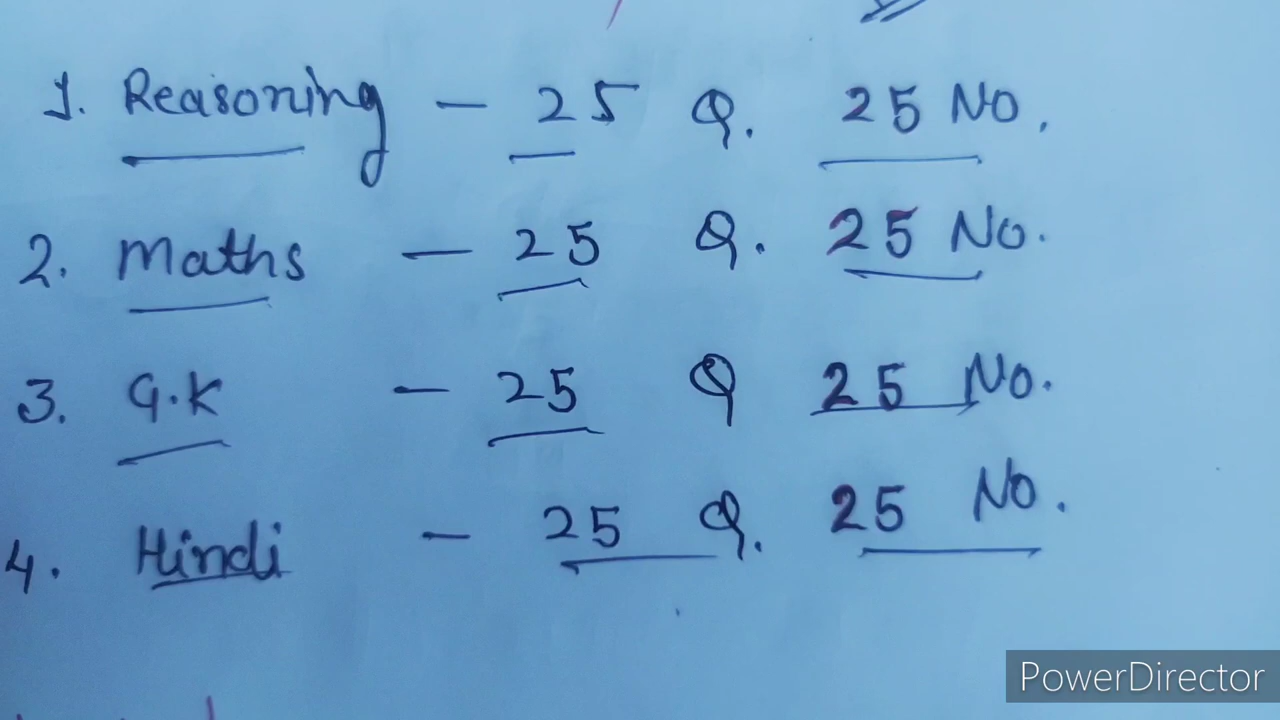 1. Reasoning - 25 Q. 25 No.
2. Maths - 25 Q. 25 No.
3. G.K - 25 Q 25 No.
4. Hindi - 25 Q. 25 No.
PowerDirector